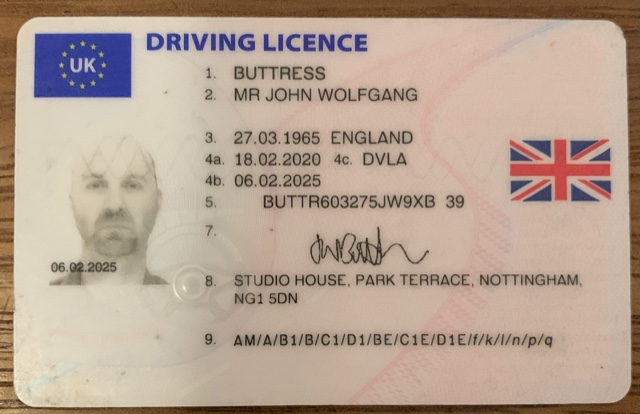 UK
DRIVING LICENCE
1. BUTTRESS
2. MR JOHN WOLFGANG
3. 27.03.1965 ENGLAND
4a. 18.02.2020 4c. DVLA
4b. 06.02.2025
5. BUTTR603275JW9XB 39
7.
06.02.2025
8. STUDIO HOUSE, PARK TERRACE, NOTTINGHAM,
NG1 5DN
9. AM/A/B1/B/C1/D1/BE/C1E/D1E/f/k/l/n/p/q